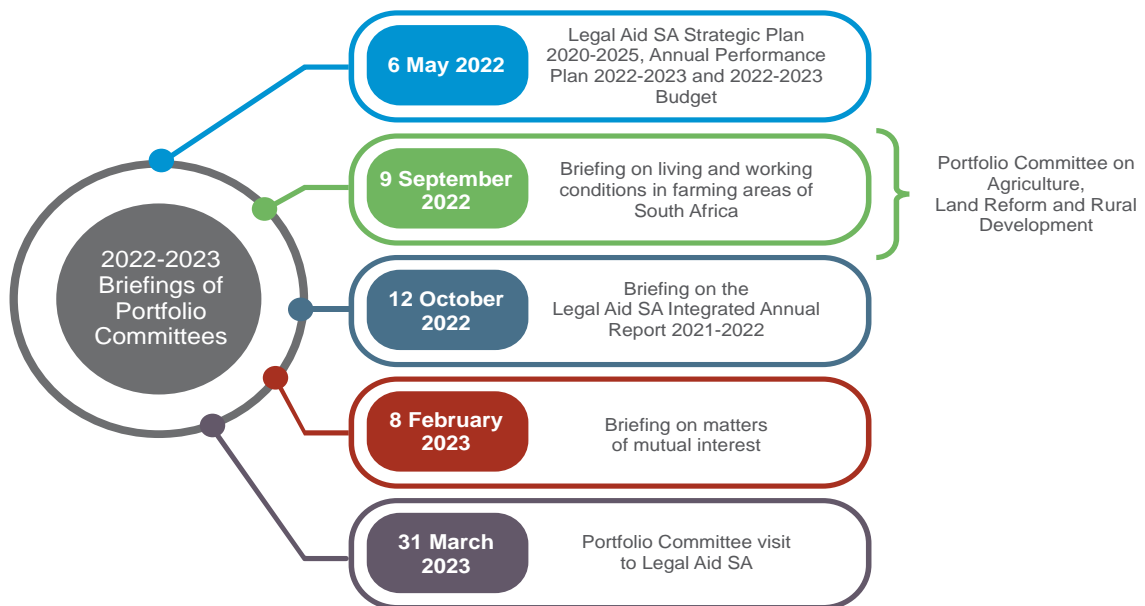 2022-2023
Briefings of
Portfolio
Committees
6 May 2022
Legal Aid SA Strategic Plan
2020-2025, Annual Performance
Plan 2022-2023 and 2022-2023
Budget
9 September
2022
Briefing on living and working
conditions in farming areas of
South Africa
Portfolio Committee on
Agriculture,
Land Reform and Rural
Development
12 October
2022
Briefing on the
Legal Aid SA Integrated Annual
Report 2021-2022
8 February
2023
Briefing on matters
of mutual interest
31 March
2023
Portfolio Committee visit
to Legal Aid SA